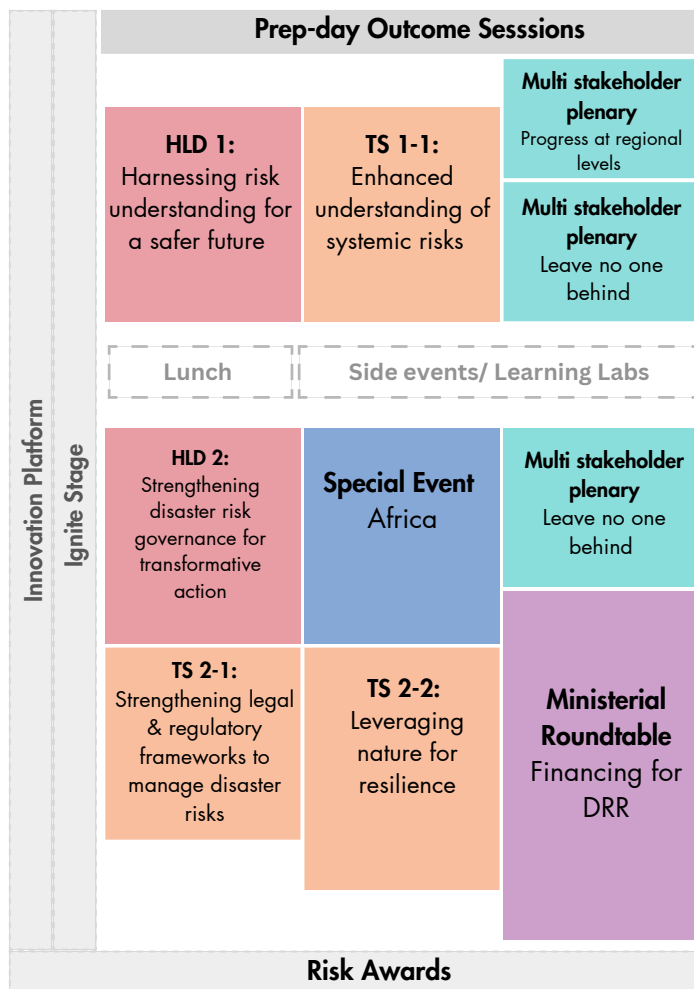 Prep-day Outcome Sesssions
Innovation Platform
Ignite Stage
HLD 1:
Harnessing risk
understanding for
a safer future
TS 1-1:
Enhanced
understanding of
systemic risks
Multi stakeholder
plenary
Progress at regional
levels
Multi stakeholder
plenary
Leave no one
behind
Lunch
Side events/ Learning Labs
HLD 2:
Strengthening
disaster risk
governance for
transformative
action
Special Event
Africa
Multi stakeholder
plenary
Leave no one
behind
TS 2-1:
Strengthening legal
& regulatory
frameworks to
manage disaster
risks
TS 2-2:
Leveraging
nature for
resilience
Ministerial
Roundtable
Financing for
DRR
Risk Awards